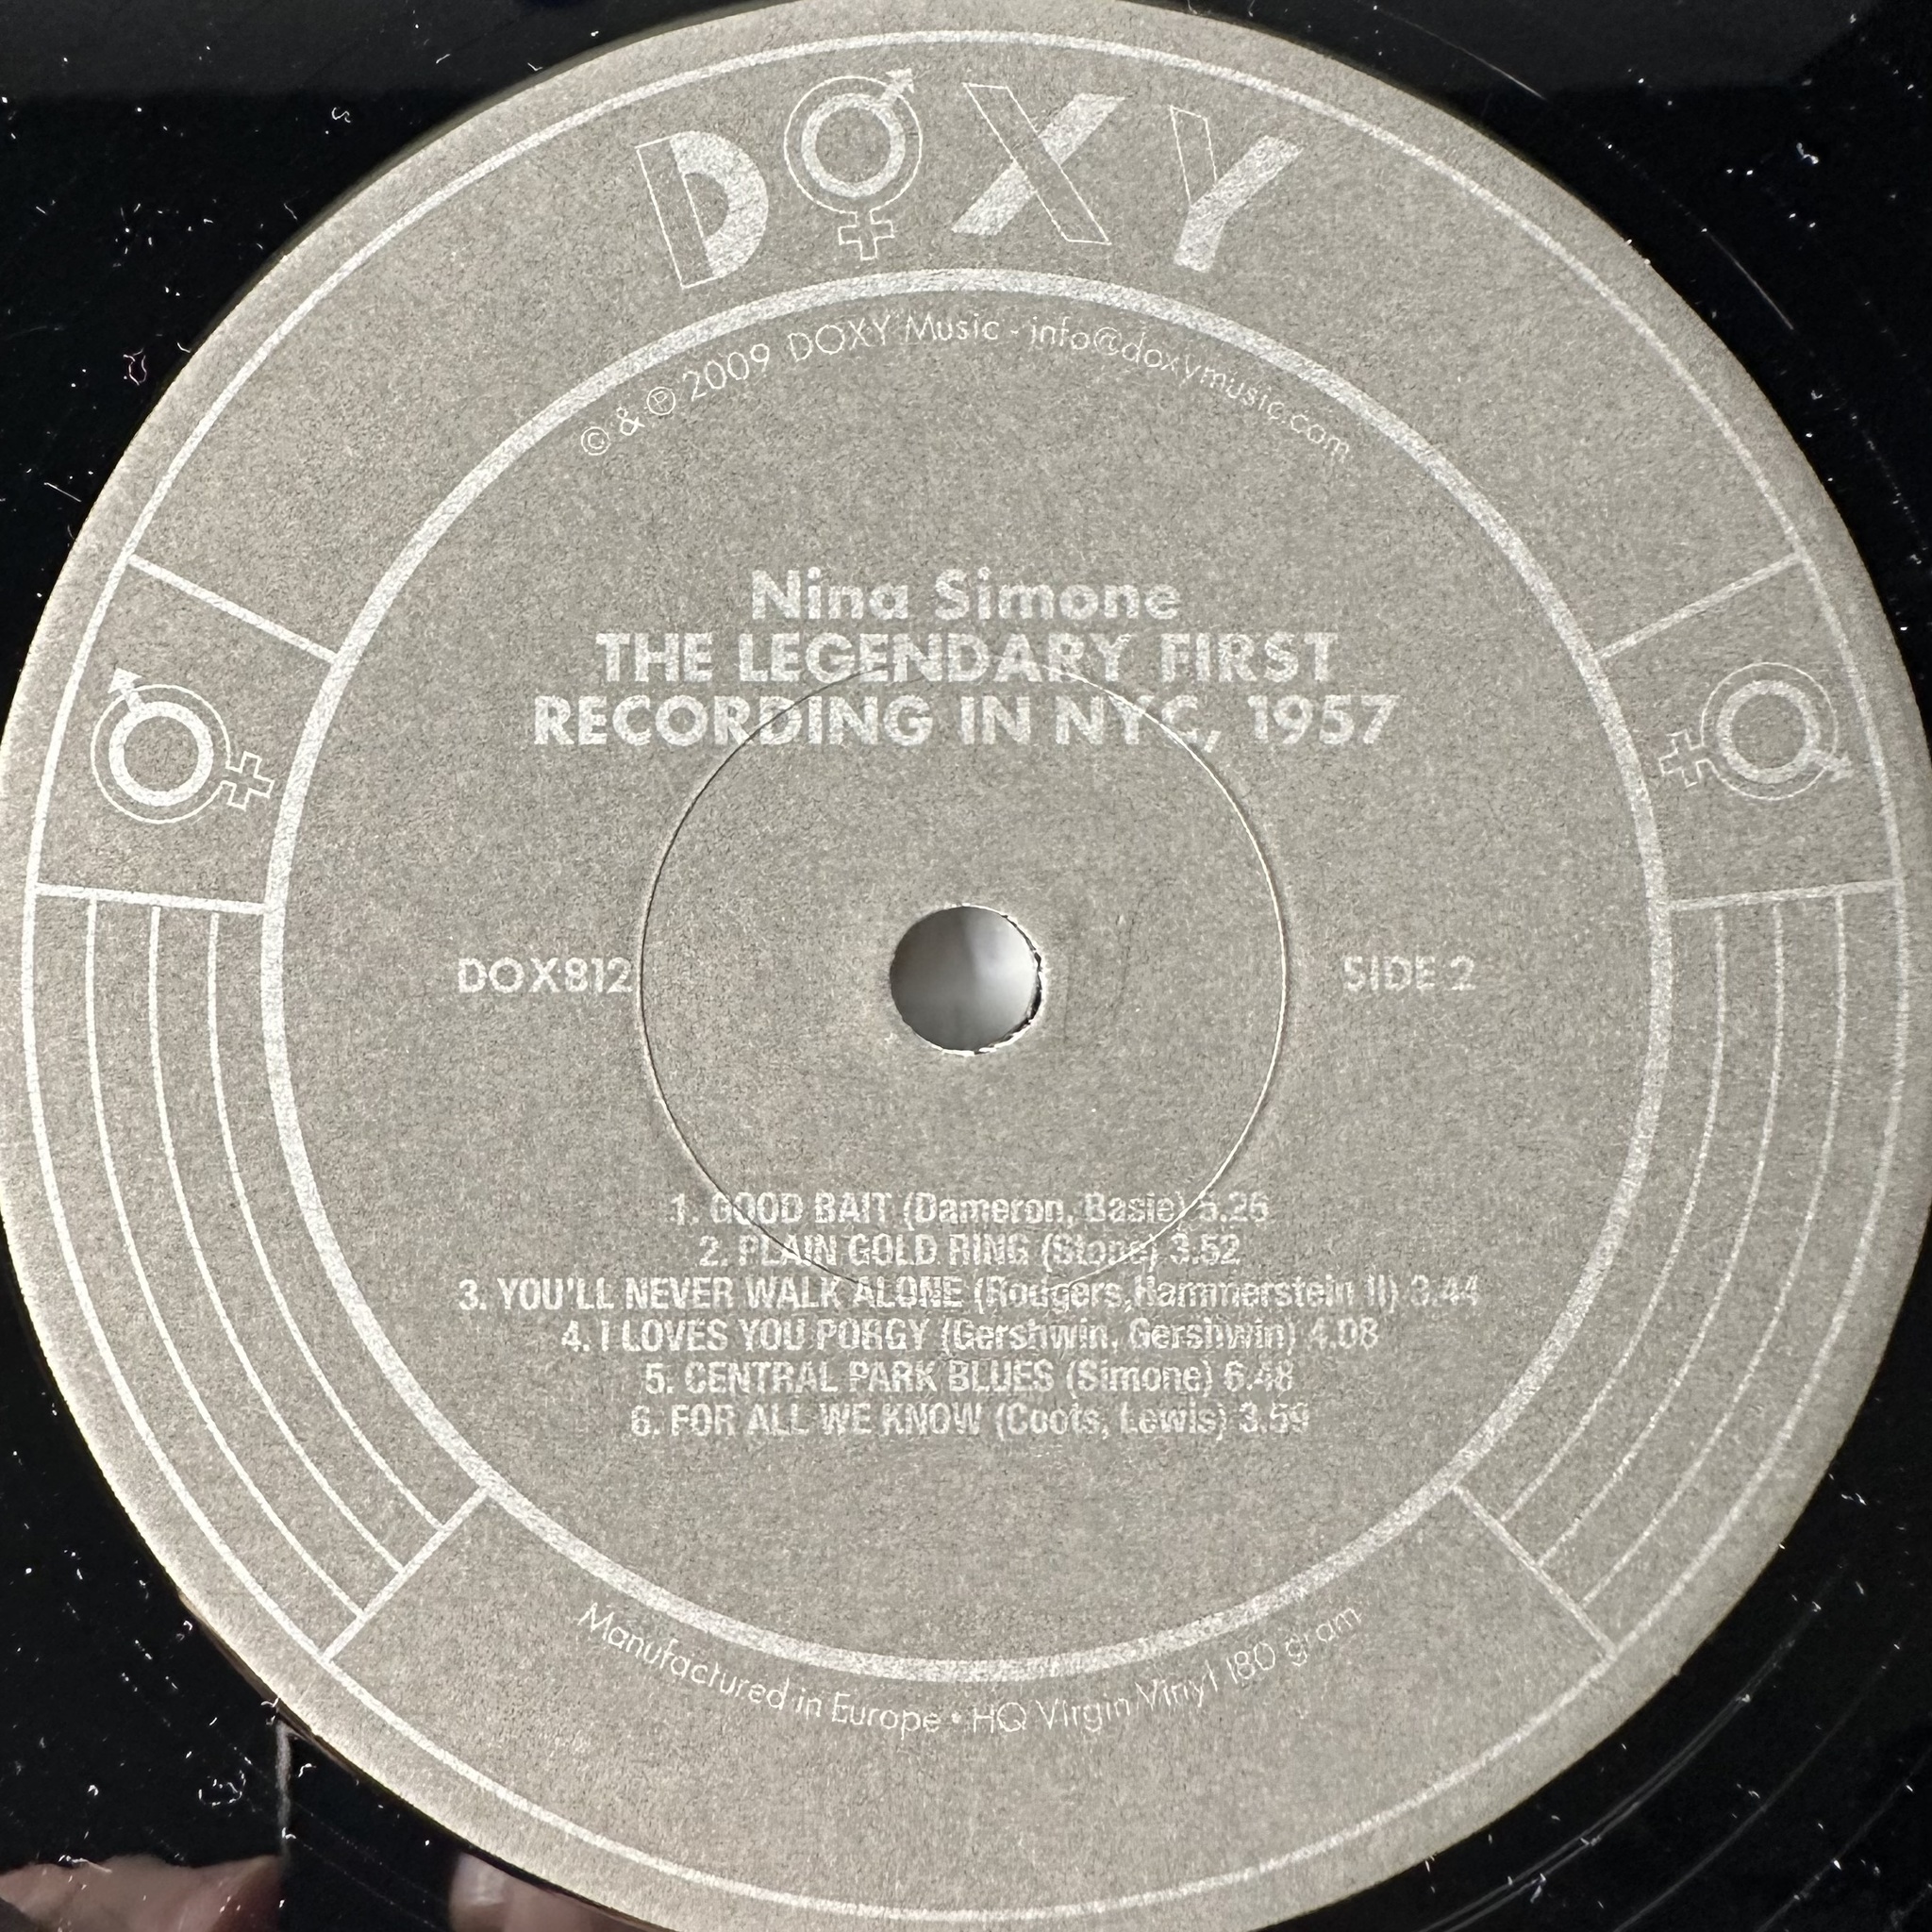 DOXY
© & ℗ 2009 DOXY Music - info@doxymusic.com
Nina Simone
THE LEGENDARY FIRST
RECORDING IN NYC, 1957
DOX812
SIDE 2
1. GOOD BAIT (Dameron, Basie) 5.26
2. PLAIN GOLD RING (Stone) 3.52
3. YOU'LL NEVER WALK ALONE (Rodgers,Hammerstein II) 3.44
4. I LOVES YOU PORGY (Gershwin, Gershwin) 4.08
5. CENTRAL PARK BLUES (Simone) 6.48
6. FOR ALL WE KNOW (Coots, Lewis) 3.59
Manufactured in Europe • HQ Virgin Vinyl 180 gram